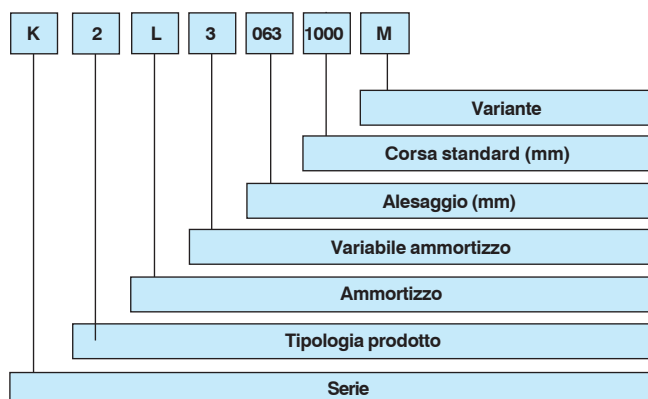 K 2 L 3 063 1000 M
Variante
Corsa standard (mm)
Alesaggio (mm)
Variabile ammortizzo
Ammortizzo
Tipologia prodotto
Serie